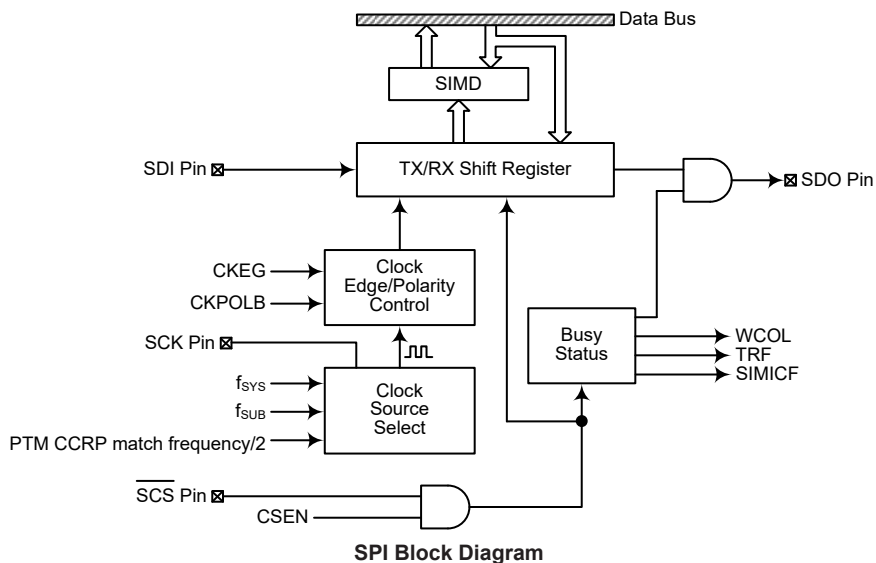 Data Bus
SIMD
SDI Pin
TX/RX Shift Register
SDO Pin
CKEG
CKPOLB
Clock
Edge/Polarity
Control
SCK Pin
Busy
Status
WCOL
TRF
SIMICF
fSYS
fSUB
PTM CCRP match frequency/2
Clock
Source
Select
SCS Pin
CSEN
SPI Block Diagram